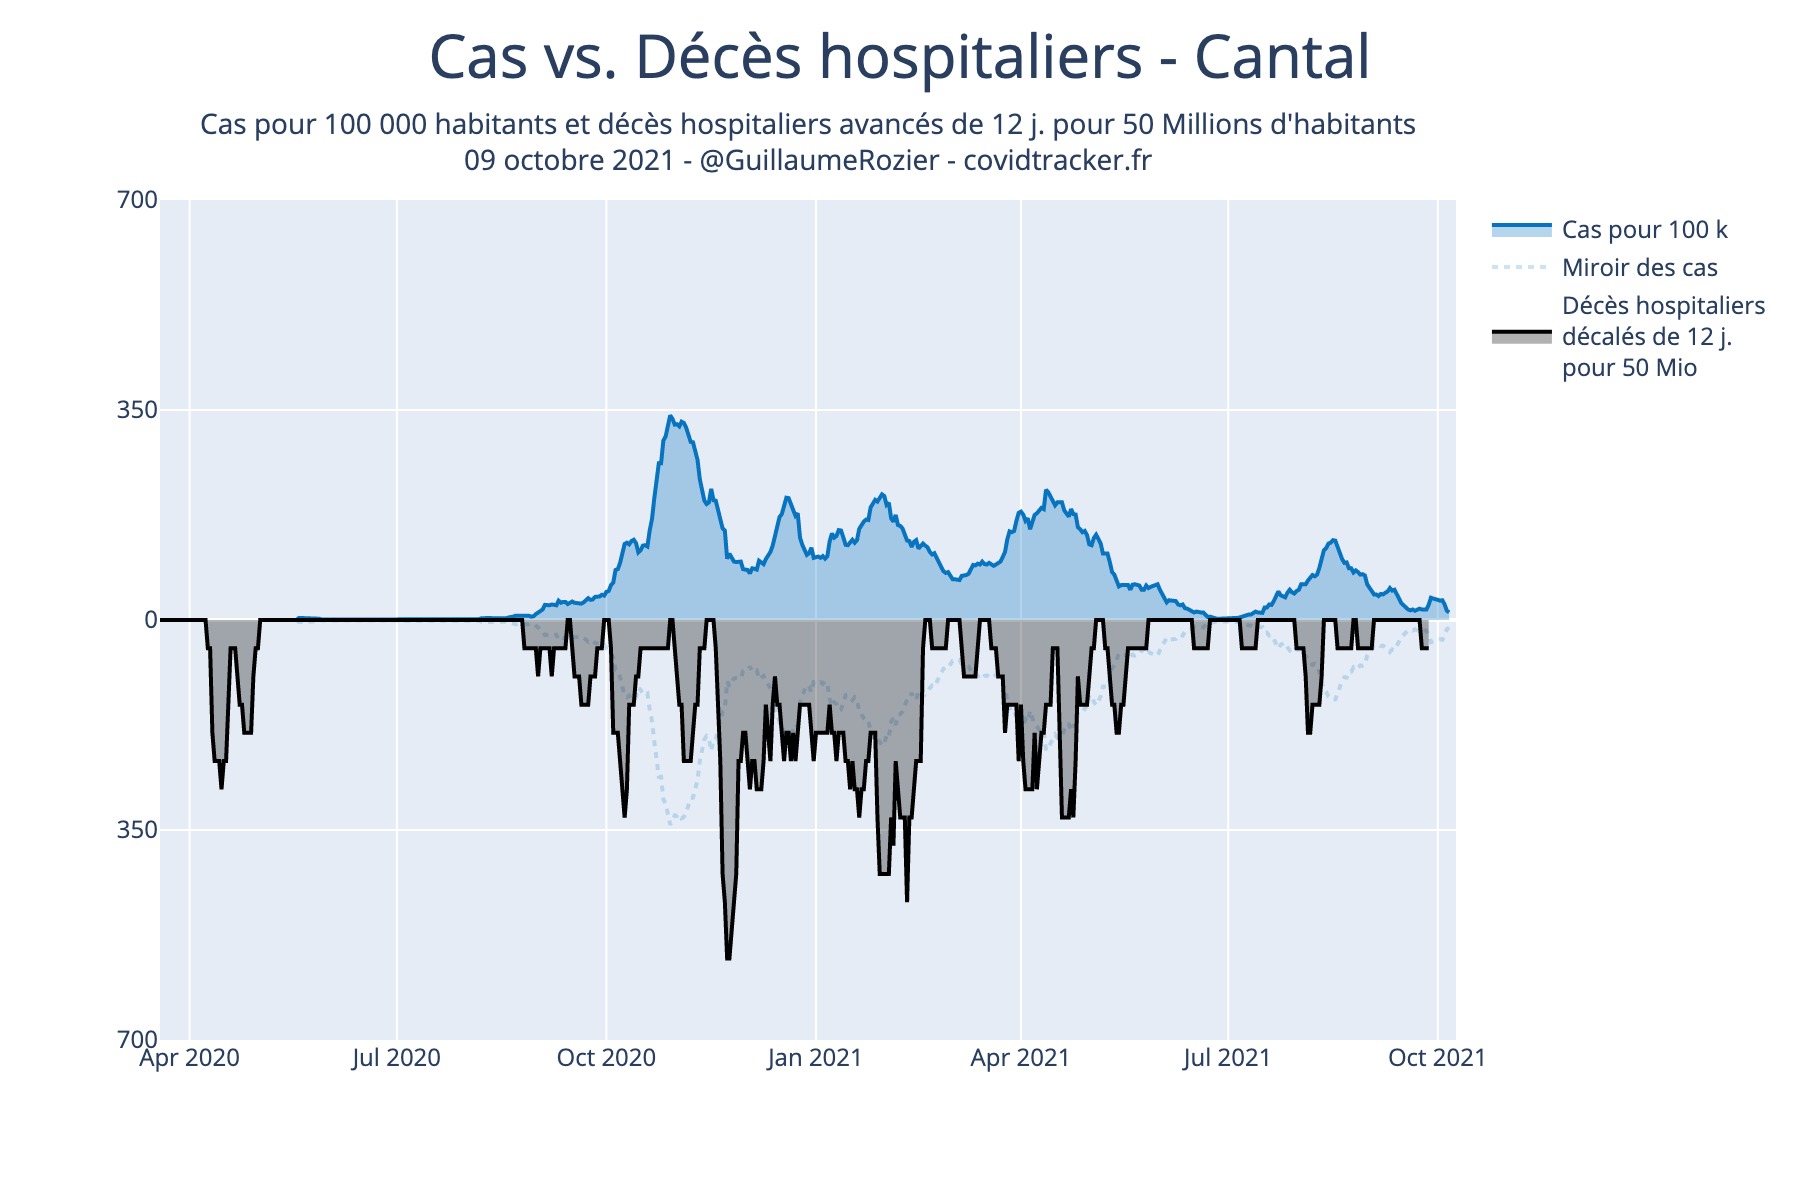 Cas vs. Décès hospitaliers - Cantal
Cas pour 100 000 habitants et décès hospitaliers avancés de 12 j. pour 50 Millions d'habitants
09 octobre 2021 - @GuillaumeRozier - covidtracker.fr
700
350
0
350
700
Apr 2020
Jul 2020
Oct 2020
Jan 2021
Apr 2021
Jul 2021
Oct 2021
Cas pour 100 k
Miroir des cas
Décès hospitaliers
décalés de 12 j.
pour 50 Mio